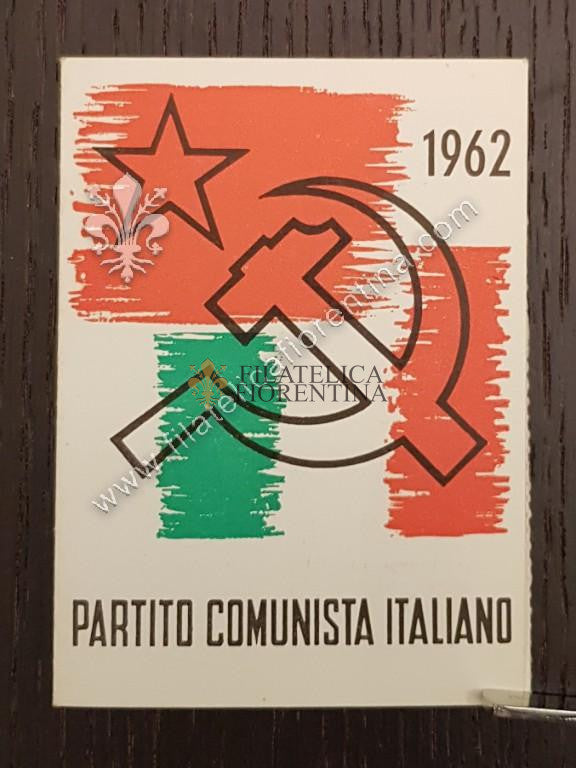 1962
FILATELICA
FIORENTINA
www.filatelicafiorentina.com
PARTITO COMUNISTA ITALIANO